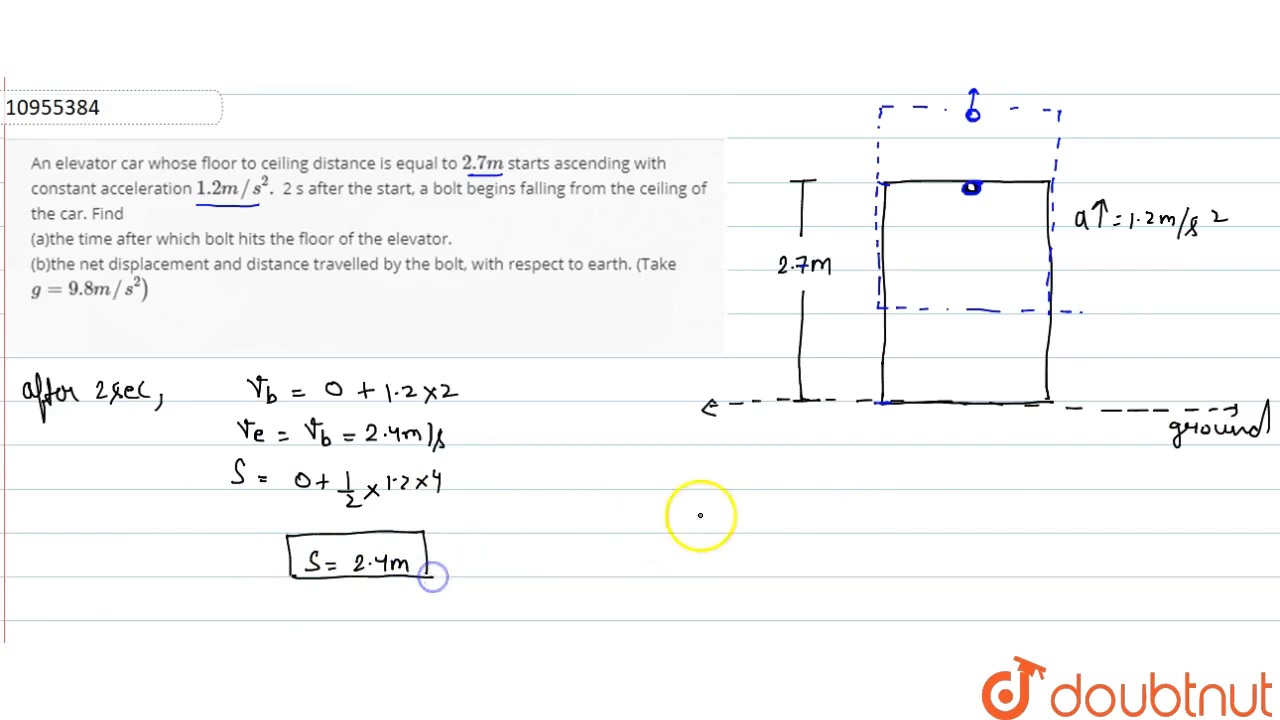 10955384
An elevator car whose floor to ceiling distance is equal to 2.7m starts ascending with
constant acceleration 1.2m/s². 2 s after the start, a bolt begins falling from the ceiling of
the car. Find
(a)the time after which bolt hits the floor of the elevator.
(b)the net displacement and distance travelled by the bolt, with respect to earth. (Take
g = 9.8m/s²)
a↑ = 1.2m/s²
2.7m
ground
after 2sec,
v_b = 0 + 1.2×2
v_e = v_b = 2.4m/s
S = 0 + 1/2 × 1.2×4
S = 2.4m
doubtnut